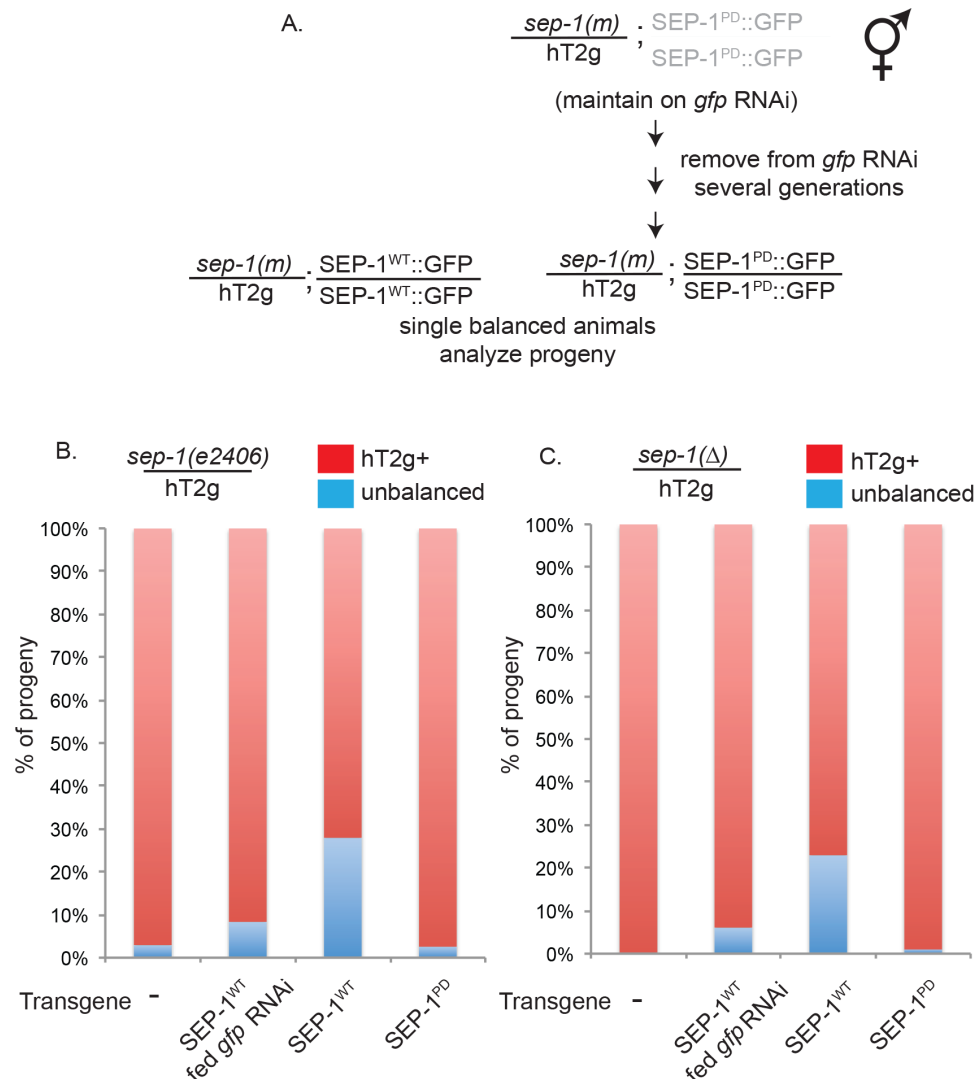 A.
sep-1(m)
hT2g
;
SEP-1PD::GFP
SEP-1PD::GFP
(maintain on gfp RNAi)
remove from gfp RNAi
several generations
sep-1(m)
hT2g
;
SEP-1WT::GFP
SEP-1WT::GFP
sep-1(m)
hT2g
;
SEP-1PD::GFP
SEP-1PD::GFP
single balanced animals
analyze progeny
B.
sep-1(e2406)
hT2g
hT2g+
unbalanced
100%
90%
80%
70%
60%
50%
40%
30%
20%
10%
0%
% of progeny
Transgene
-
SEP-1WT
fed gfp RNAi
SEP-1WT
SEP-1PD
C.
sep-1(Δ)
hT2g
hT2g+
unbalanced
100%
90%
80%
70%
60%
50%
40%
30%
20%
10%
0%
% of progeny
Transgene
-
SEP-1WT
fed gfp RNAi
SEP-1WT
SEP-1PD